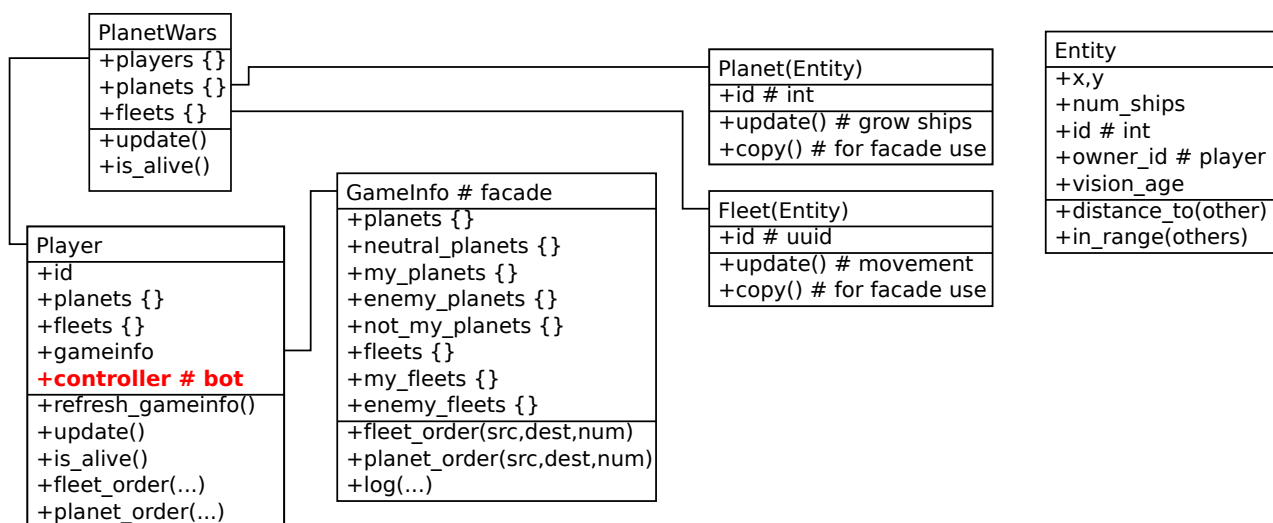 PlanetWars
+players {}
+planets {}
+fleets {}
+update()
+is_alive()
Player
+id
+planets {}
+fleets {}
+gameinfo
+controller # bot
+refresh_gameinfo()
+update()
+is_alive()
+fleet_order(...)
+planet_order(...)
GameInfo # facade
+planets {}
+neutral_planets {}
+my_planets {}
+enemy_planets {}
+not_my_planets {}
+fleets {}
+my_fleets {}
+enemy_fleets {}
+fleet_order(src,dest,num)
+planet_order(src,dest,num)
+log(...)
Planet(Entity)
+id # int
+update() # grow ships
+copy() # for facade use
Fleet(Entity)
+id # uuid
+update() # movement
+copy() # for facade use
Entity
+x,y
+num_ships
+id # int
+owner_id # player
+vision_age
+distance_to(other)
+in_range(others)